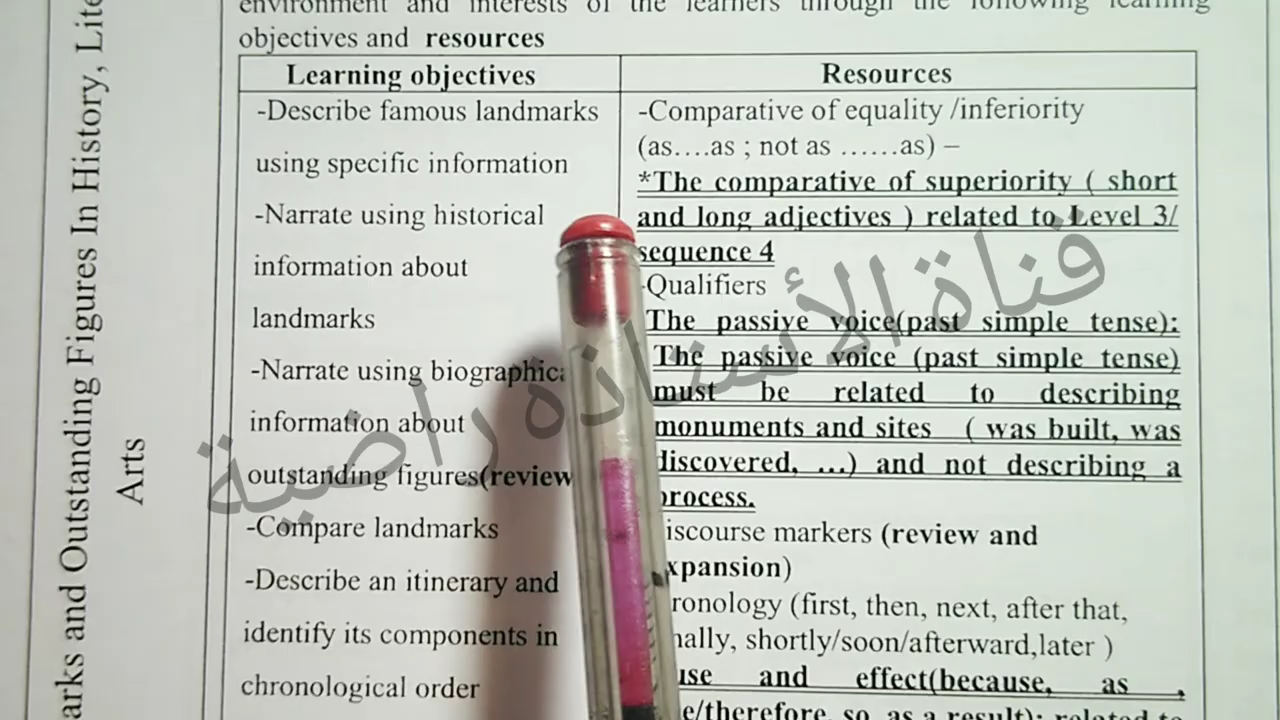 environment and interests of the learners through the following learning
objectives and resources
Learning objectives
-Describe famous landmarks
using specific information
-Narrate using historical
information about
landmarks
-Narrate using biographica
information about
outstanding figures(review
-Compare landmarks
-Describe an itinerary and
identify its components in
chronological order
Resources
-Comparative of equality /inferiority
(as....as ; not as ......as) –
*The comparative of superiority ( short
and long adjectives ) related to Level 3/
sequence 4
-Qualifiers
The passive voice(past simple tense):
The passive voice (past simple tense)
must be related to describing
monuments and sites ( was built, was
discovered, ...) and not describing a
process.
iscourse markers (review and
xpansion)
ronology (first, then, next, after that,
nally, shortly/soon/afterward,later )
use and effect(because, as ,
e/therefore, so, as a result): related to
arks and Outstanding Figures In History, Lite
Arts
قناة الأستاذة راضية